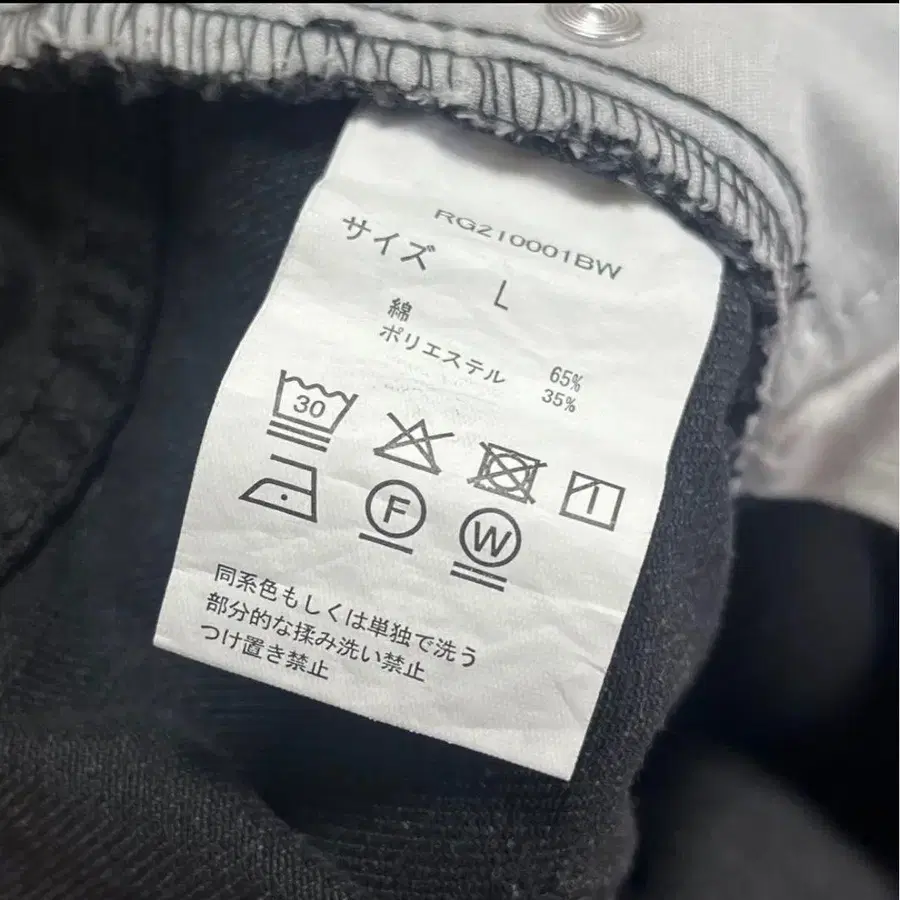 RG210001BW
サイズ L
綿 65%
ポリエステル 35%
30
F
W
同系色もしくは単独で洗う
部分的な揉み洗い禁止
つけ置き禁止